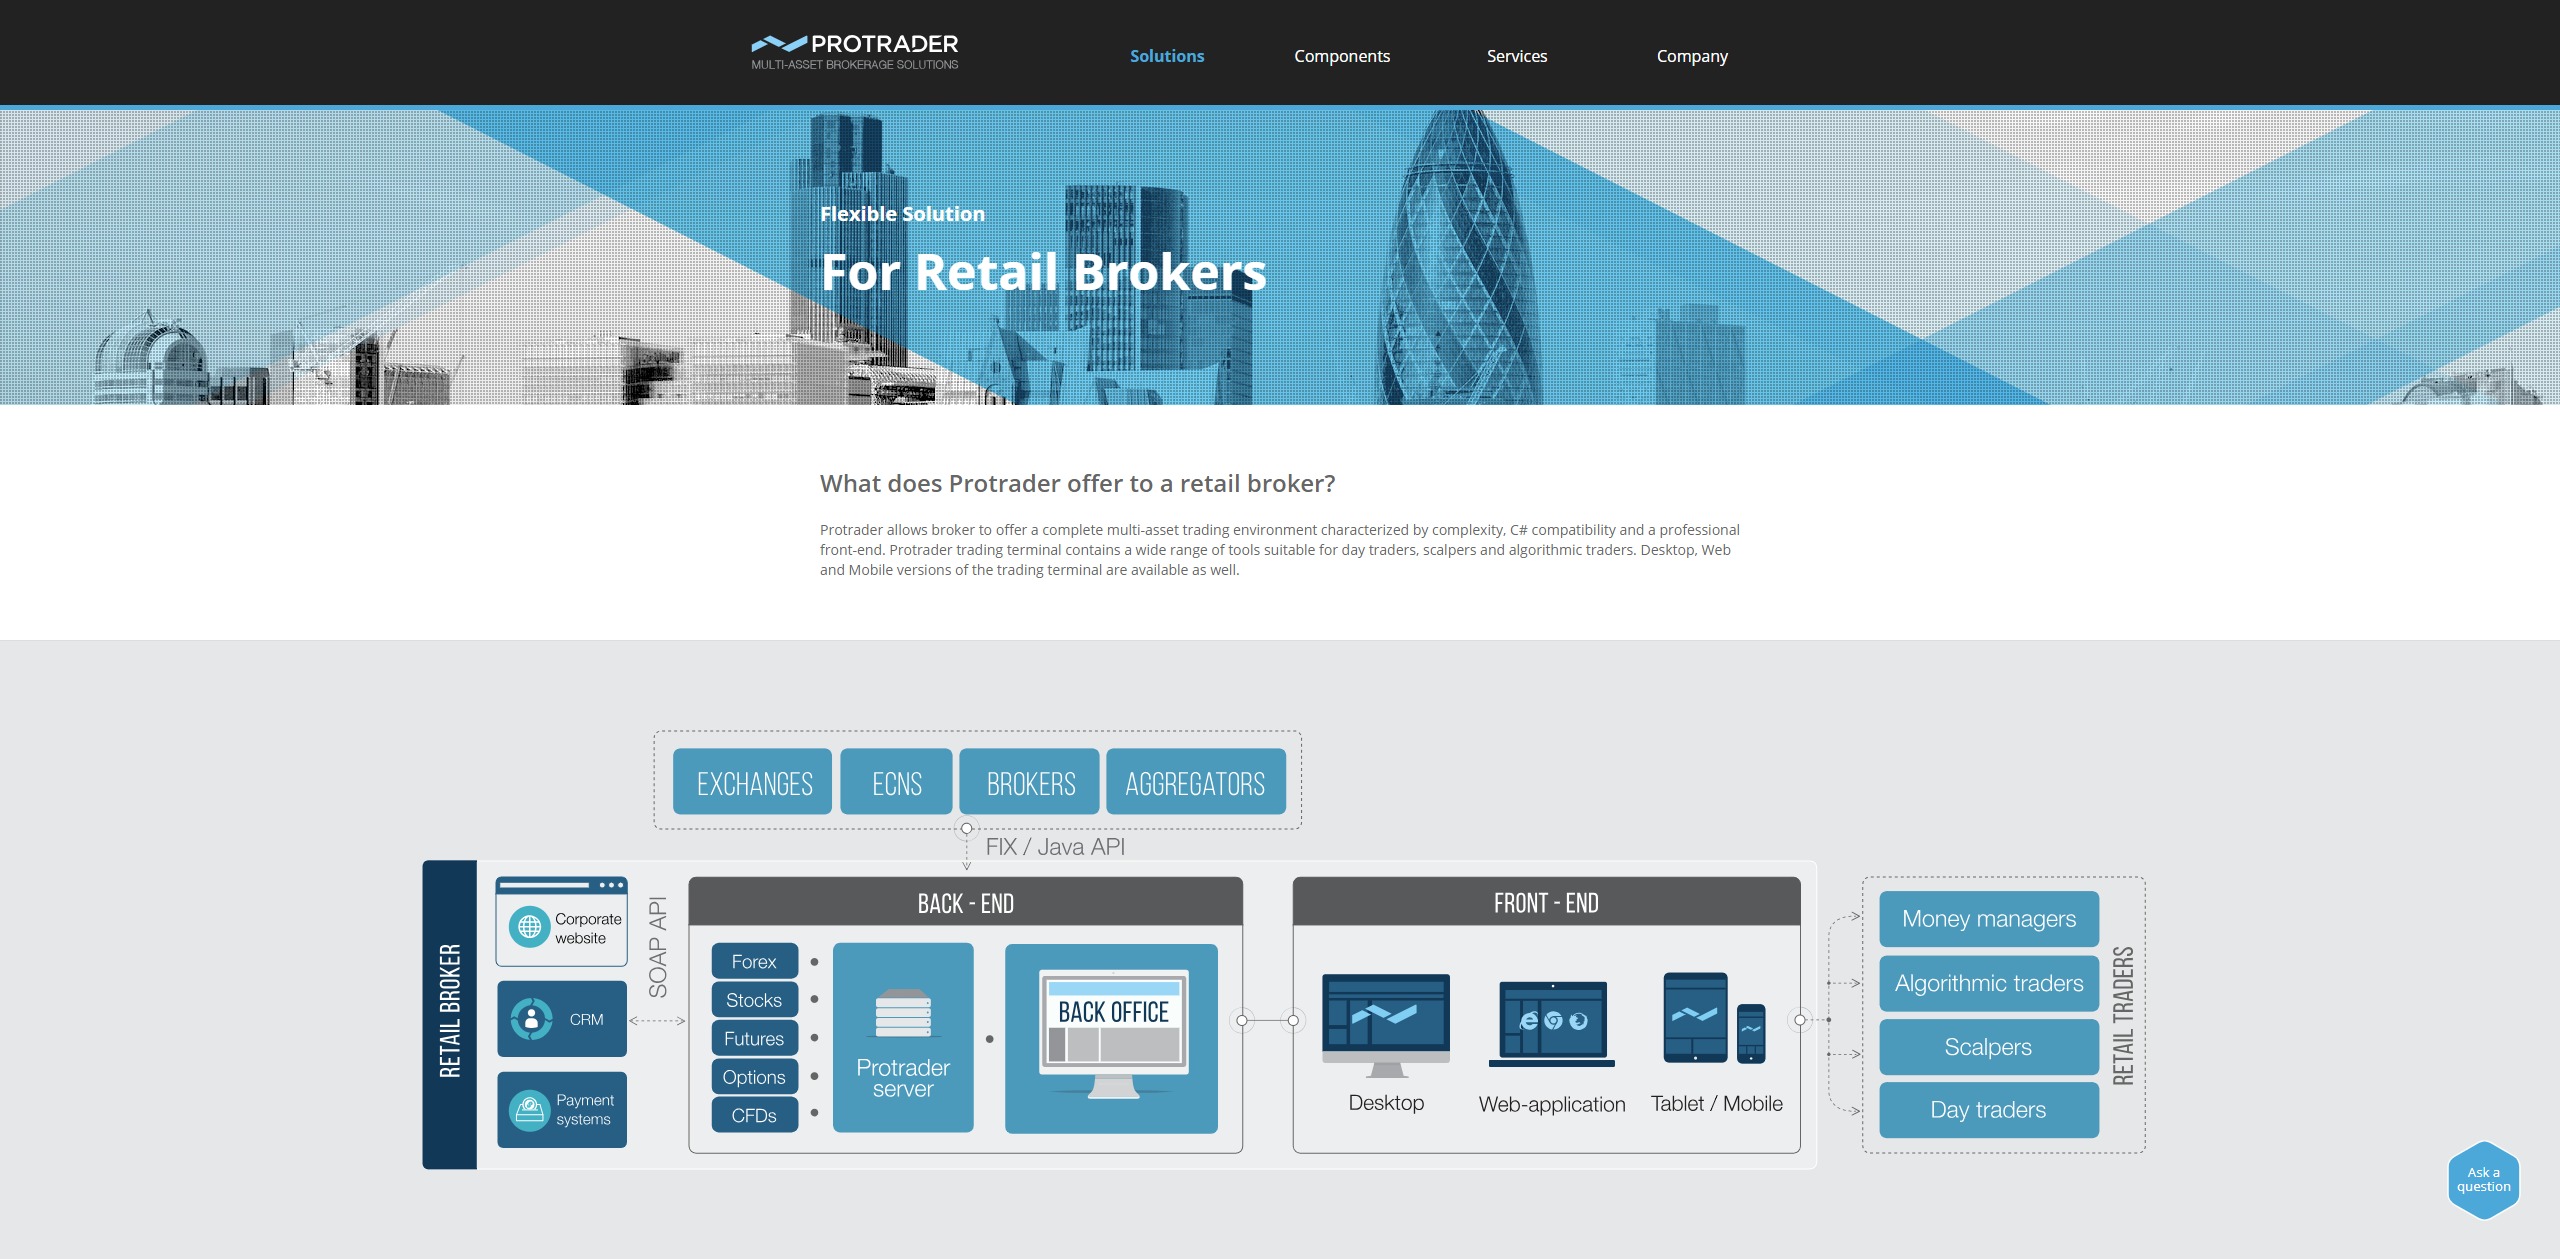 PROTRADER
MULTI-ASSET BROKERAGE SOLUTIONS
Solutions
Components
Services
Company
Flexible Solution
For Retail Brokers
What does Protrader offer to a retail broker?
Protrader allows broker to offer a complete multi-asset trading environment characterized by complexity, C# compatibility and a professional
front-end. Protrader trading terminal contains a wide range of tools suitable for day traders, scalpers and algorithmic traders. Desktop, Web
and Mobile versions of the trading terminal are available as well.
EXCHANGES
ECNS
BROKERS
AGGREGATORS
FIX / Java API
RETAIL BROKER
Corporate
website
CRM
Payment
systems
SOAP API
BACK - END
Forex
Stocks
Futures
Options
CFDs
Protrader
server
BACK OFFICE
FRONT - END
Desktop
Web-application
Tablet / Mobile
Money managers
Algorithmic traders
Scalpers
Day traders
RETAIL TRADERS
Ask a
question